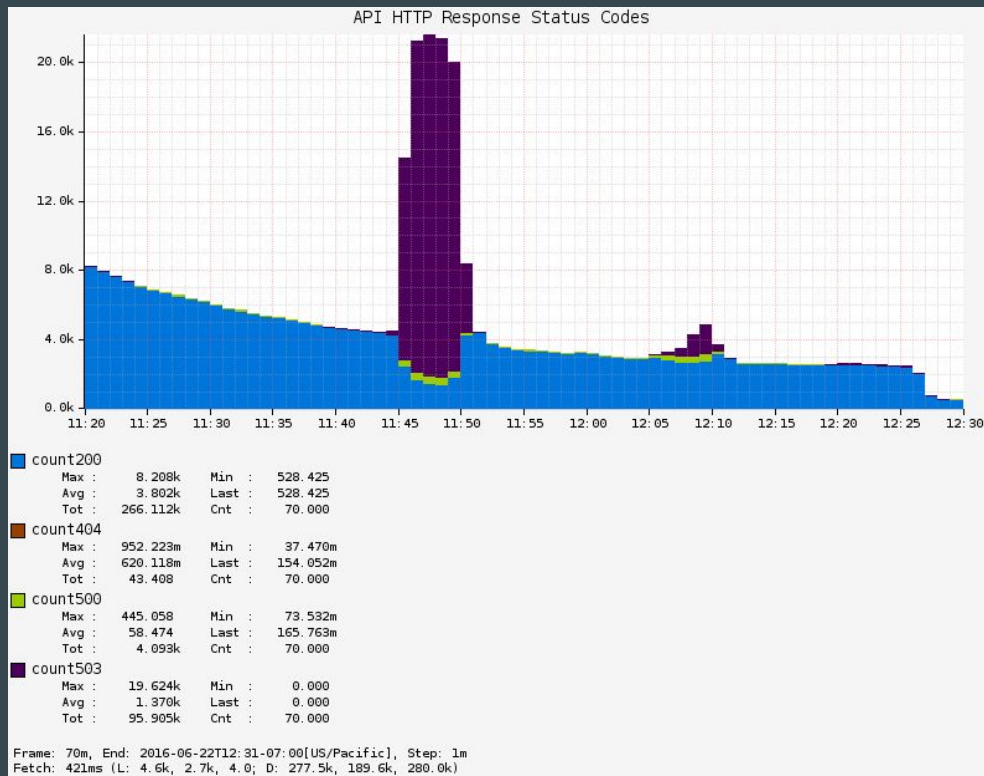 API HTTP Response Status Codes
20.0k
16.0k
12.0k
8.0k
4.0k
0.0k
11:20 11:25 11:30 11:35 11:40 11:45 11:50 11:55 12:00 12:05 12:10 12:15 12:20 12:25 12:30
count200
Max : 8.208k Min : 528.425
Avg : 3.802k Last : 528.425
Tot : 266.112k Cnt : 70.000
count404
Max : 952.223m Min : 37.470m
Avg : 620.118m Last : 154.052m
Tot : 43.408 Cnt : 70.000
count500
Max : 445.058 Min : 73.532m
Avg : 58.474 Last : 165.763m
Tot : 4.093k Cnt : 70.000
count503
Max : 19.624k Min : 0.000
Avg : 1.370k Last : 0.000
Tot : 95.905k Cnt : 70.000
Frame: 70m, End: 2016-06-22T12:31-07:00[US/Pacific], Step: 1m
Fetch: 421ms (L: 4.6k, 2.7k, 4.0; D: 277.5k, 189.6k, 280.0k)